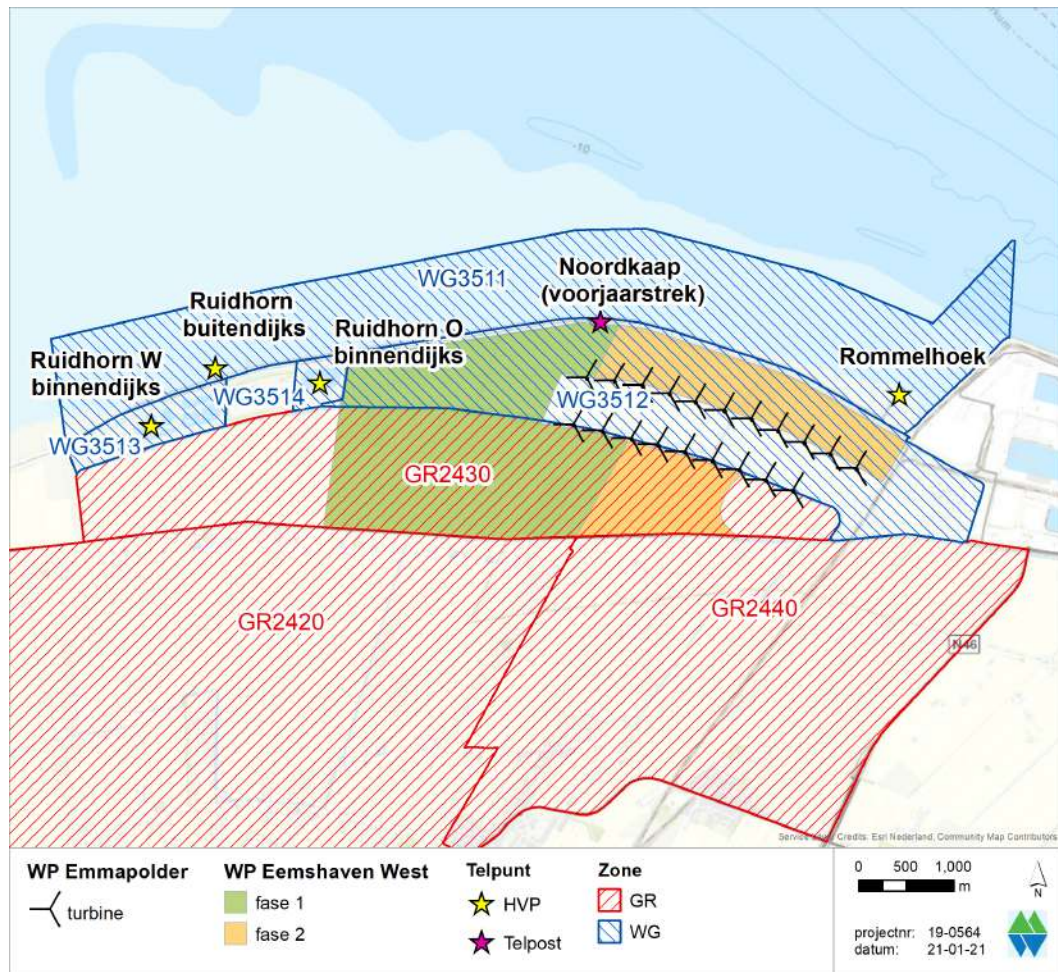 -10
WG3511
Noordkaap
(voorjaarstrek)
Ruidhorn
buitendijks
Ruidhorn O
binnendijks
Rommelhoek
Ruidhorn W
binnendijks
WG3514
WG3512
WG3513
GR2430
GR2420
GR2440
N46
Credits: Esri Nederland, Community Map Contributors
WP Emmapolder
turbine
WP Eemshaven West
fase 1
fase 2
Telpunt
HVP
Telpost
Zone
GR
WG
0 500 1,000
m
N
projectnr: 19-0564
datum: 21-01-21